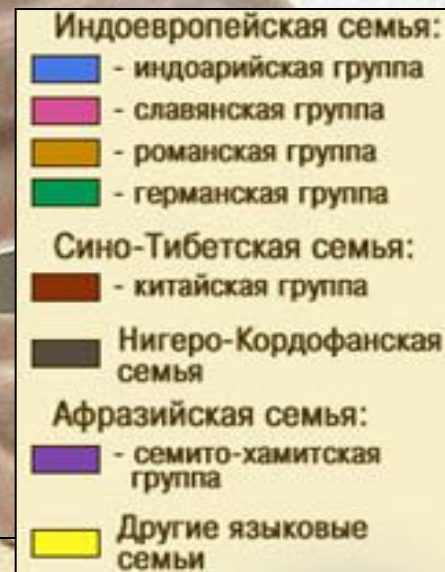 Индоевропейская семья:
- индоарийская группа
- славянская группа
- романская группа
- германская группа
Сино-Тибетская семья:
- китайская группа
Нигеро-Кордофанская
семья
Афразийская семья:
- семито-хамитская
группа
Другие языковые
семьи